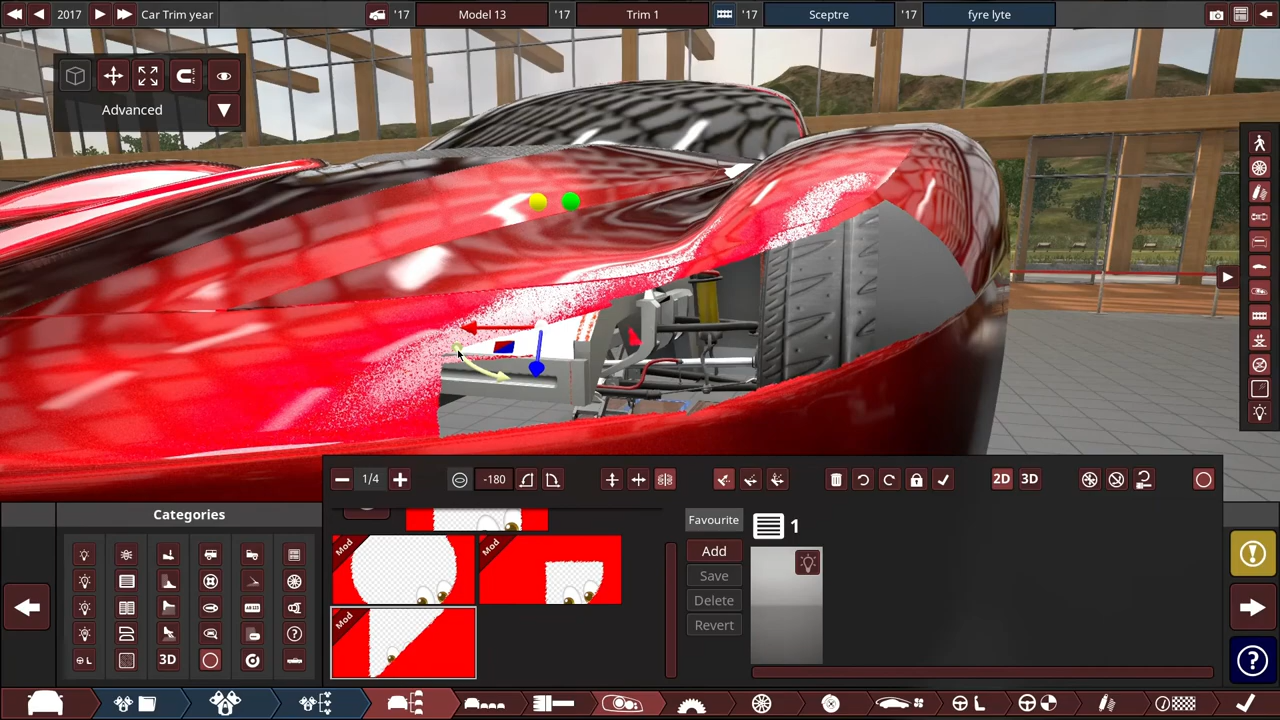 2017 Car Trim year '17 Model 13 '17 Trim 1 '17 Sceptre '17 fyre lyte
Advanced
1/4 -180 2D 3D
Categories
Favourite 1
Mod Mod
Add
Save
Delete
Mod
Revert
L 3D